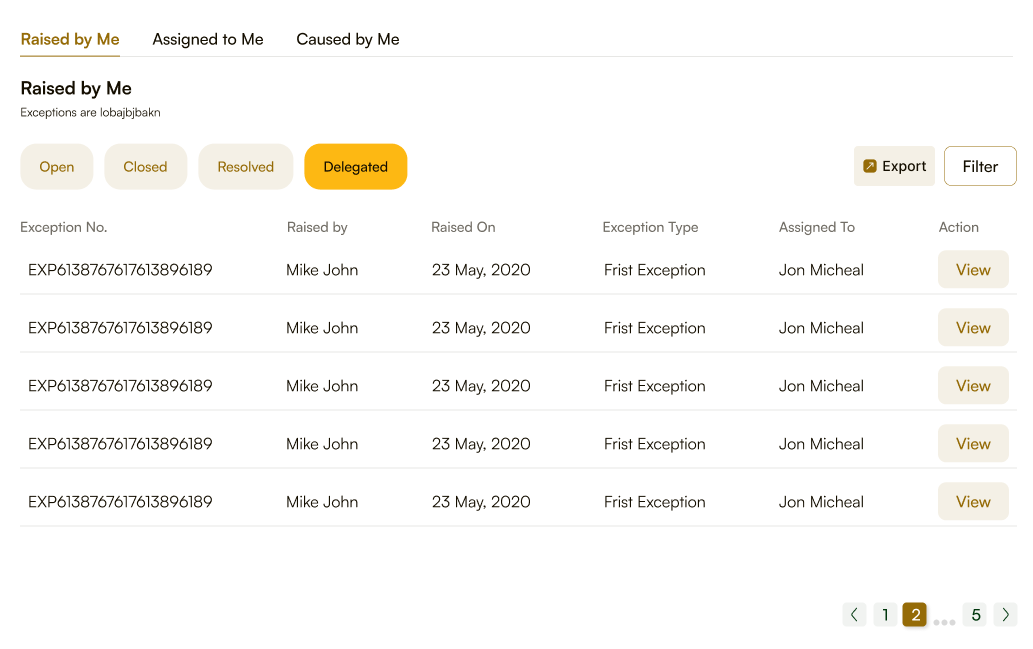 Raised by Me Assigned to Me Caused by Me
Raised by Me
Exceptions are lobajbjbakn
Open Closed Resolved Delegated Export Filter
Exception No. Raised by Raised On Exception Type Assigned To Action
EXP6138767617613896189 Mike John 23 May, 2020 Frist Exception Jon Micheal View
EXP6138767617613896189 Mike John 23 May, 2020 Frist Exception Jon Micheal View
EXP6138767617613896189 Mike John 23 May, 2020 Frist Exception Jon Micheal View
EXP6138767617613896189 Mike John 23 May, 2020 Frist Exception Jon Micheal View
EXP6138767617613896189 Mike John 23 May, 2020 Frist Exception Jon Micheal View
1 2 ... 5